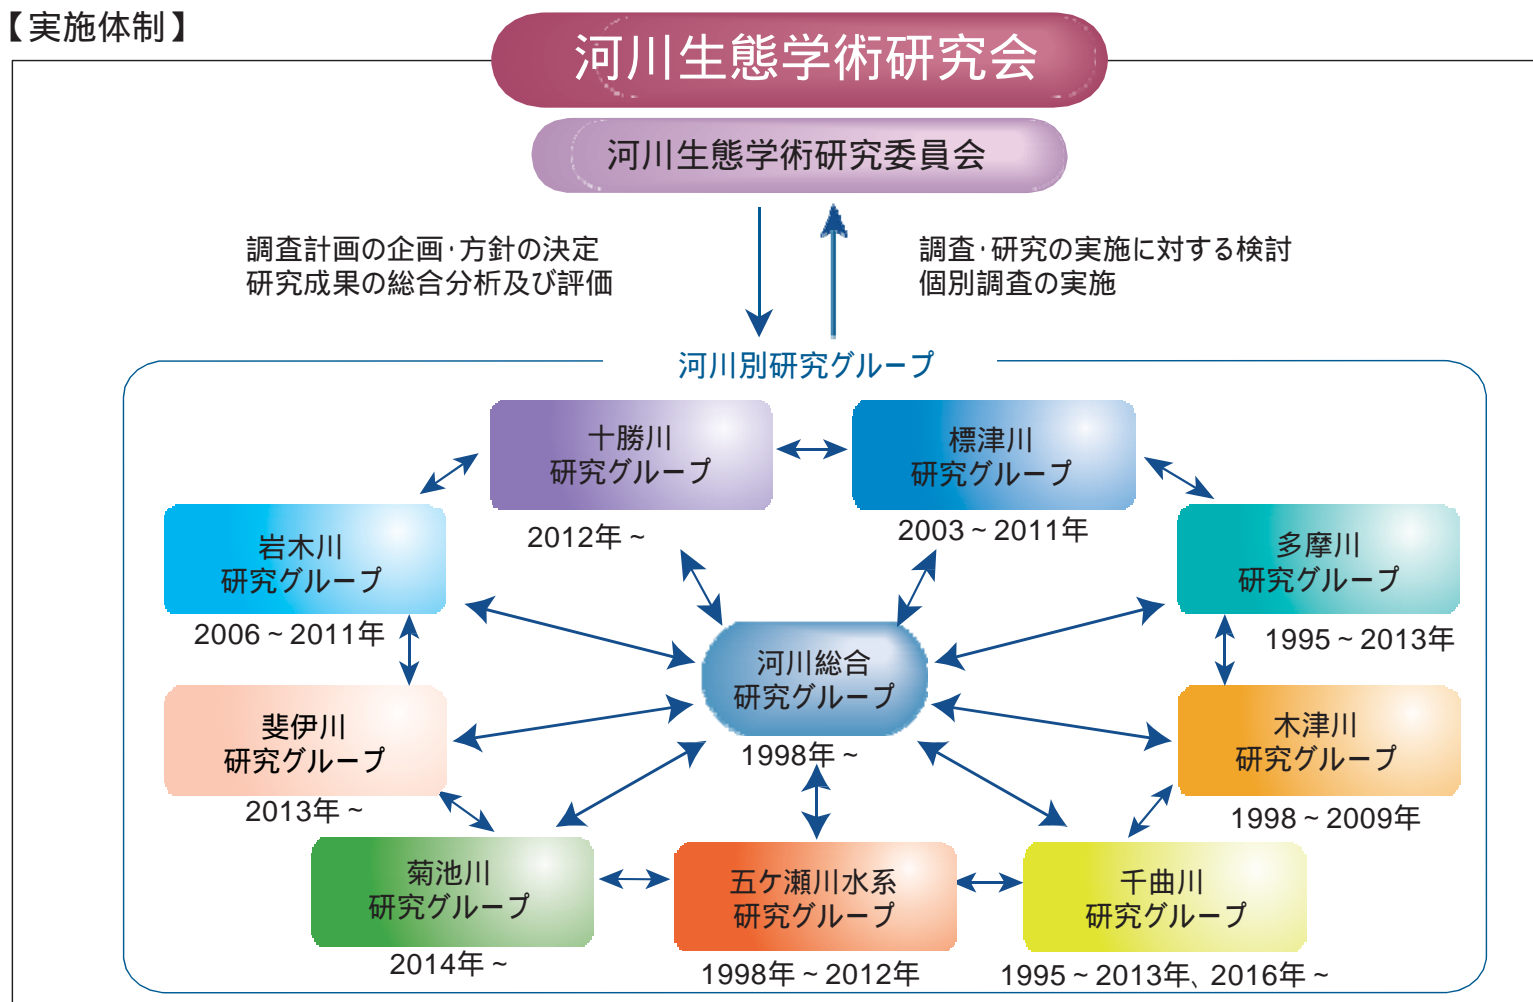 【実施体制】
河川生態学術研究会
河川生態学術研究委員会
調査計画の企画・方針の決定
研究成果の総合分析及び評価
調査・研究の実施に対する検討
個別調査の実施
河川別研究グループ
十勝川
研究グループ
2012年~
標津川
研究グループ
2003~2011年
岩木川
研究グループ
2006~2011年
多摩川
研究グループ
1995~2013年
河川総合
研究グループ
1998年~
斐伊川
研究グループ
2013年~
木津川
研究グループ
1998~2009年
菊池川
研究グループ
2014年~
五ケ瀬川水系
研究グループ
1998年~2012年
千曲川
研究グループ
1995~2013年、2016年~